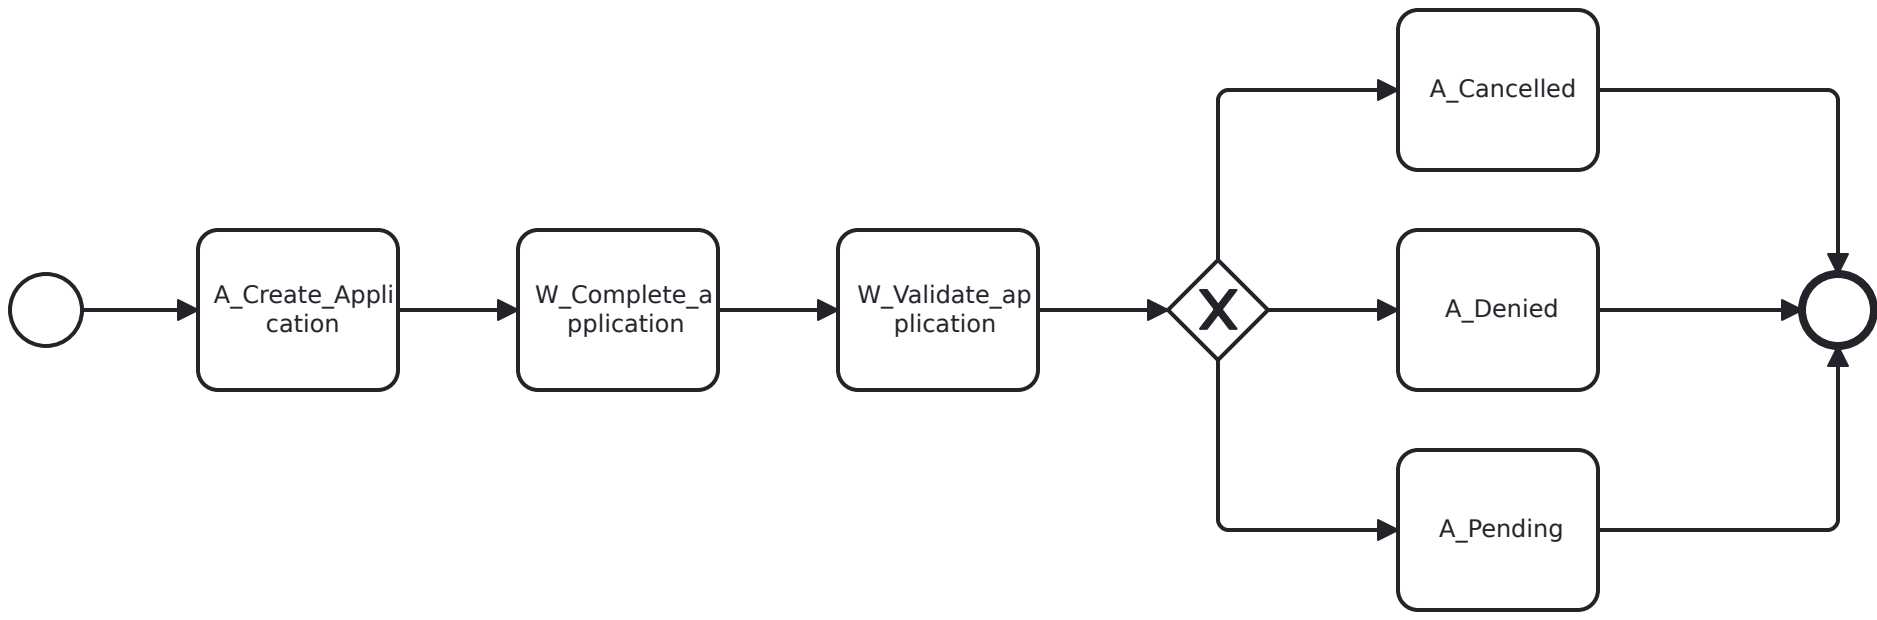 A_Cancelled
A_Create_Appli
cation
W_Complete_a
pplication
W_Validate_ap
plication
X
A_Denied
A_Pending